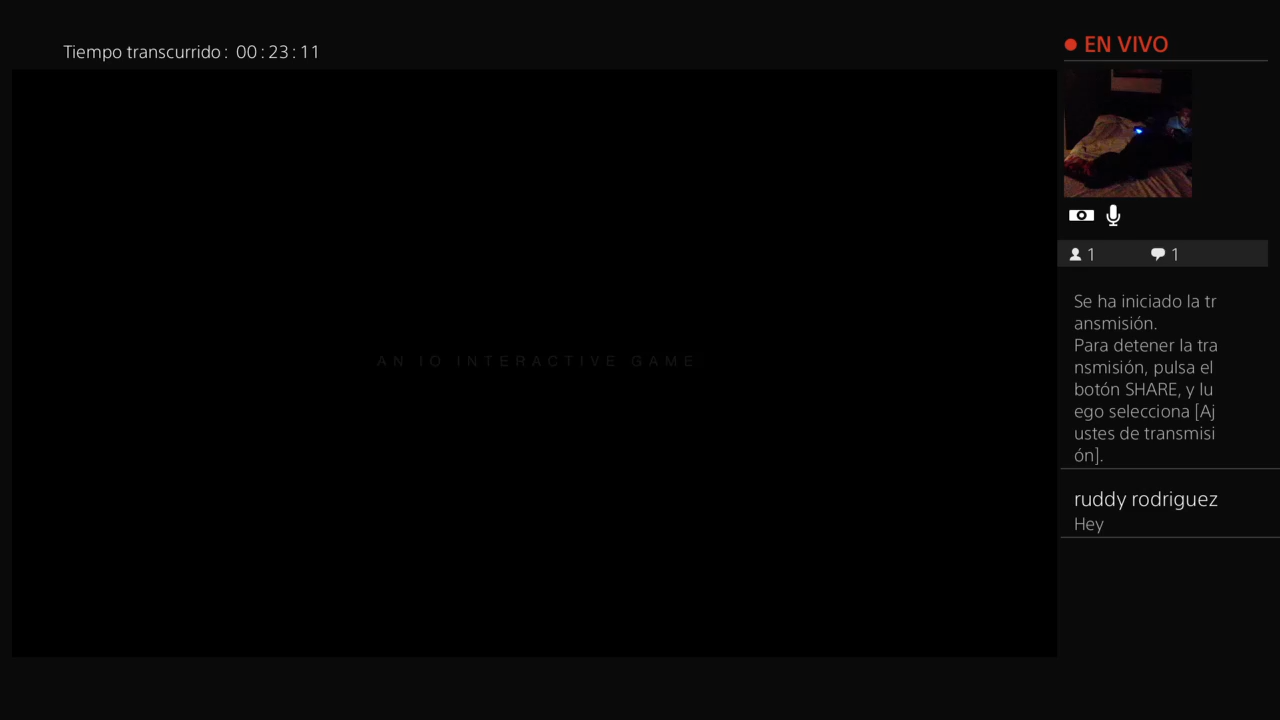 Tiempo transcurrido: 00:23:11
EN VIVO
1 1
AN IO INTERACTIVE GAME
Se ha iniciado la tr
ansmisión.
Para detener la tra
nsmisión, pulsa el
botón SHARE, y lu
ego selecciona [Aj
ustes de transmisi
ón].
ruddy rodriguez
Hey